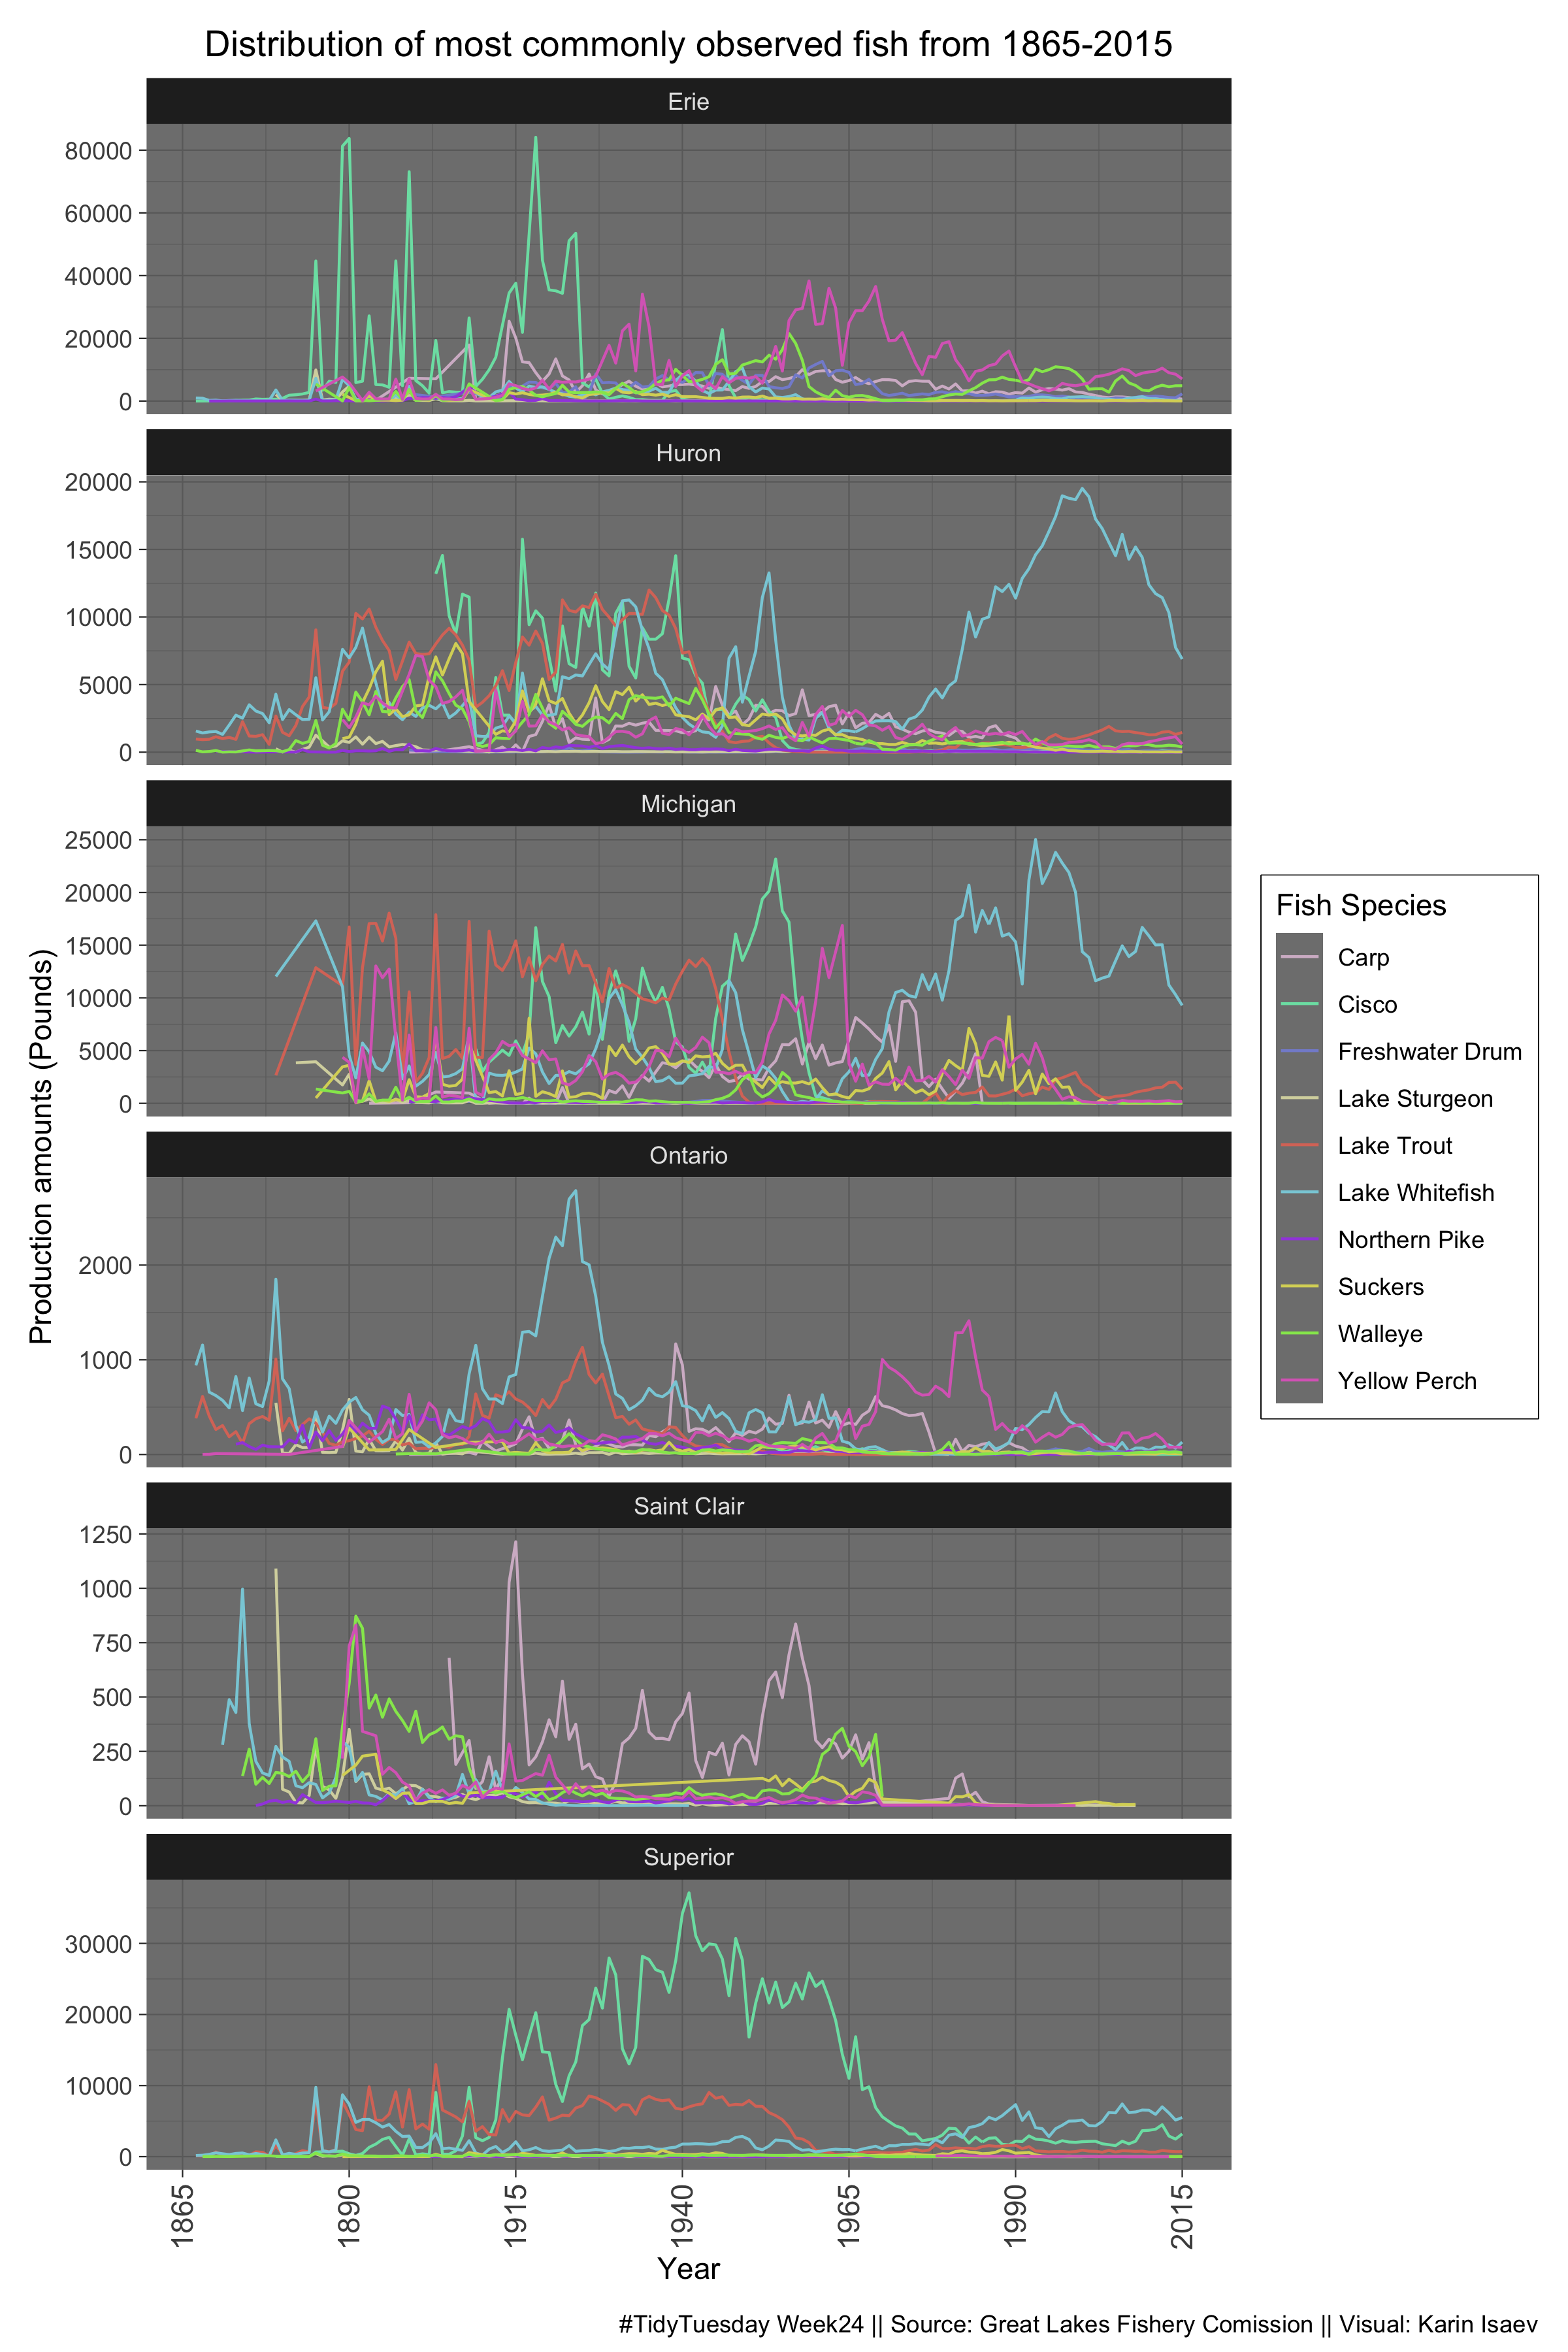 Distribution of most commonly observed fish from 1865-2015
Erie
80000
60000
40000
20000
0
Huron
20000
15000
10000
5000
0
Michigan
25000
20000
15000
10000
5000
0
Ontario
2000
1000
0
Saint Clair
1250
1000
750
500
250
0
Superior
30000
20000
10000
0
1865
1890
1915
1940
1965
1990
2015
Year
Production amounts (Pounds)
Fish Species
Carp
Cisco
Freshwater Drum
Lake Sturgeon
Lake Trout
Lake Whitefish
Northern Pike
Suckers
Walleye
Yellow Perch
#TidyTuesday Week24 || Source: Great Lakes Fishery Comission || Visual: Karin Isaev